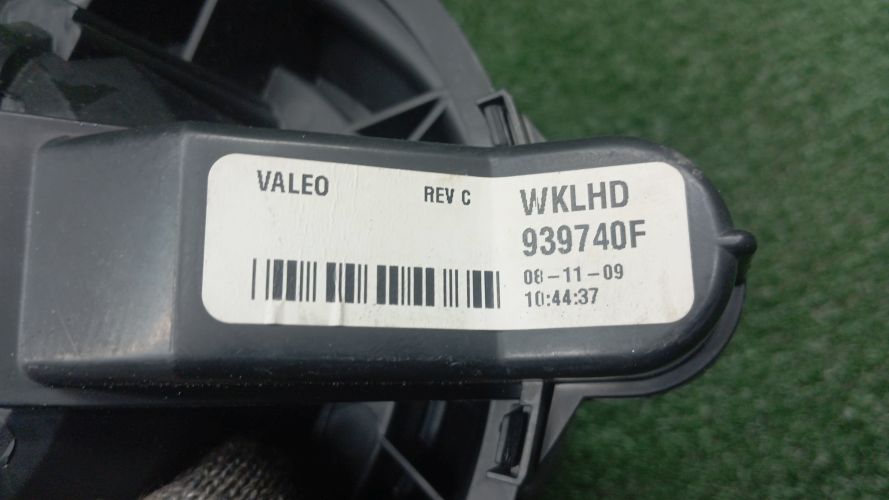 VALEO
REV C
WKLHD
939740F
08-11-09
10:44:37